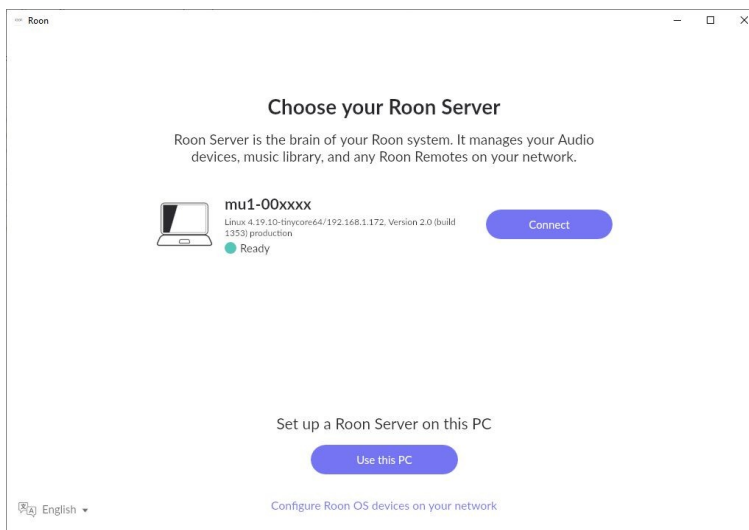 Roon
Choose your Roon Server
Roon Server is the brain of your Roon system. It manages your Audio
devices, music library, and any Roon Remotes on your network.
mu1-00xxxx
Linux 4.19.10-tinycore64/192.168.1.172, Version 2.0 (build
1353) production
Ready
Connect
Set up a Roon Server on this PC
Use this PC
English
Configure Roon OS devices on your network